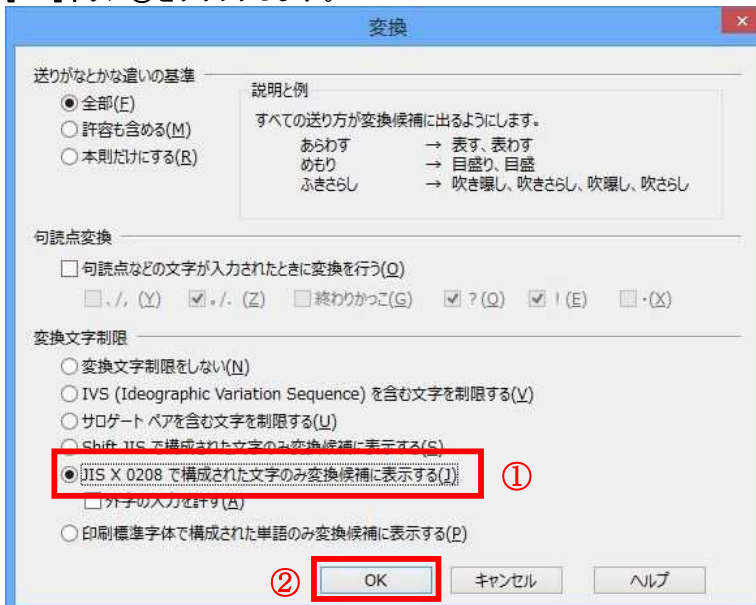 変換
送りがなとかな遣いの基準
全部(F)
許容も含める(M)
本則だけにする(R)
説明と例
すべての送り方が変換候補に出るようにします。
あらわす → 表す、表わす
めもり → 目盛り、目盛
ふきさらし → 吹き曝し、吹きさらし、吹曝し、吹さらし
句読点変換
句読点などの文字が入力されたときに変換を行う(O)
、/, (Y) 。/. (Z) 終わりかっこ(G) ? (Q) ! (E) ・(X)
変換文字制限
変換文字制限をしない(N)
IVS (Ideographic Variation Sequence) を含む文字を制限する(V)
サロゲート ペアを含む文字を制限する(U)
Shift JIS で構成された文字のみ変換候補に表示する(S)
JIS X 0208 で構成された文字のみ変換候補に表示する(J) ①
外字の入力を許す(A)
印刷標準字体で構成された単語のみ変換候補に表示する(P)
② OK キャンセル ヘルプ